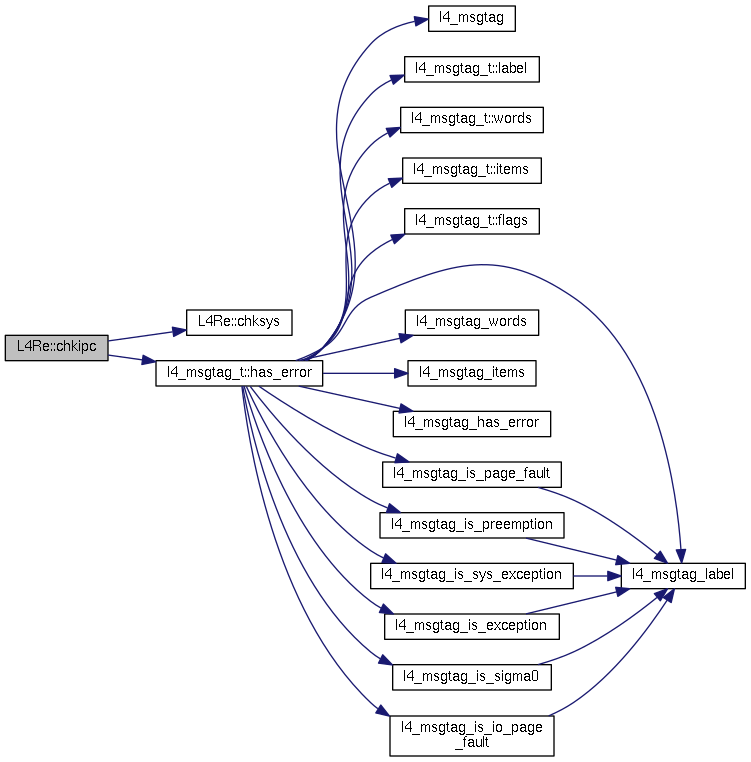 l4_msgtag
l4_msgtag_t::label
l4_msgtag_t::words
l4_msgtag_t::items
l4_msgtag_t::flags
L4Re::chksys
l4_msgtag_words
L4Re::chkipc
l4_msgtag_t::has_error
l4_msgtag_items
l4_msgtag_has_error
l4_msgtag_is_page_fault
l4_msgtag_is_preemption
l4_msgtag_is_sys_exception
l4_msgtag_label
l4_msgtag_is_exception
l4_msgtag_is_sigma0
l4_msgtag_is_io_page
_fault